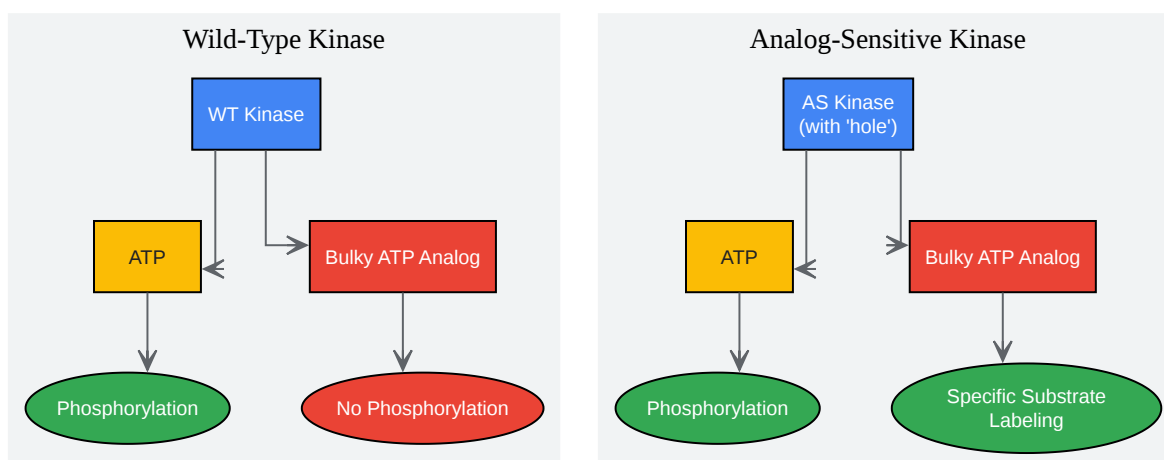 Wild-Type Kinase
WT Kinase
ATP
Bulky ATP Analog
Phosphorylation
No Phosphorylation
Analog-Sensitive Kinase
AS Kinase
(with 'hole')
ATP
Bulky ATP Analog
Phosphorylation
Specific Substrate
Labeling